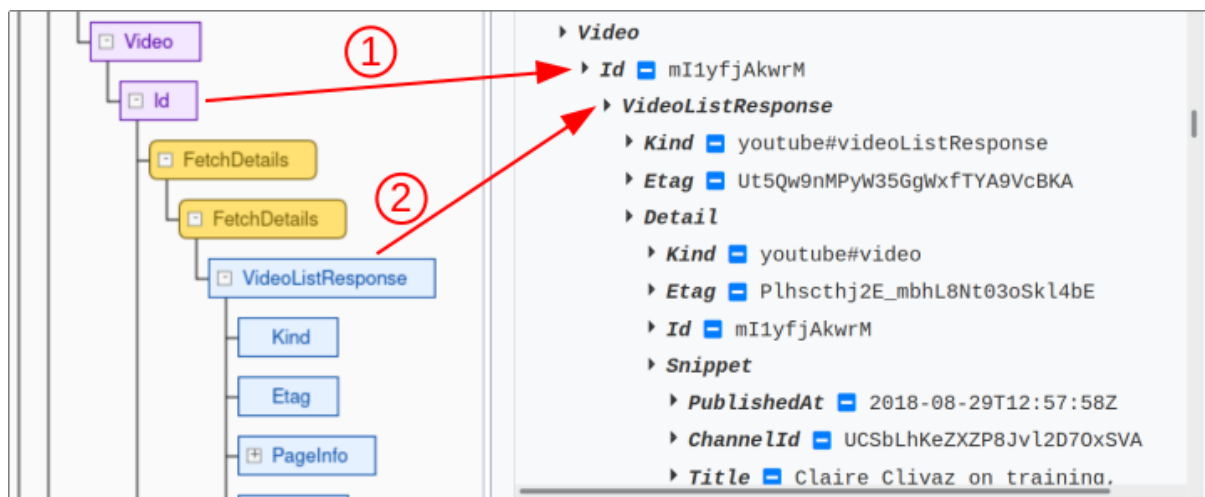 Video
①
Id
FetchDetails
②
FetchDetails
VideoListResponse
Kind
Etag
PageInfo
Video
Id mI1yfjAkwrM
VideoListResponse
Kind youtube#videoListResponse
Etag Ut5Qw9nMPyW35GgWxfTYA9VcBKA
Detail
Kind youtube#video
Etag Plhscthj2E_mbhL8Nt03oSkl4bE
Id mI1yfjAkwrM
Snippet
PublishedAt 2018-08-29T12:57:58Z
ChannelId UCSbLhKeZXZP8Jvl2D7OxSVA
Title Claire Clivaz on training,